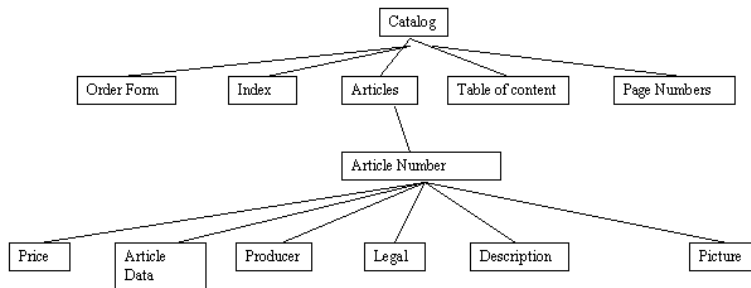 Catalog
Order Form
Index
Articles
Table of content
Page Numbers
Article Number
Price
Article
Data
Producer
Legal
Description
Picture